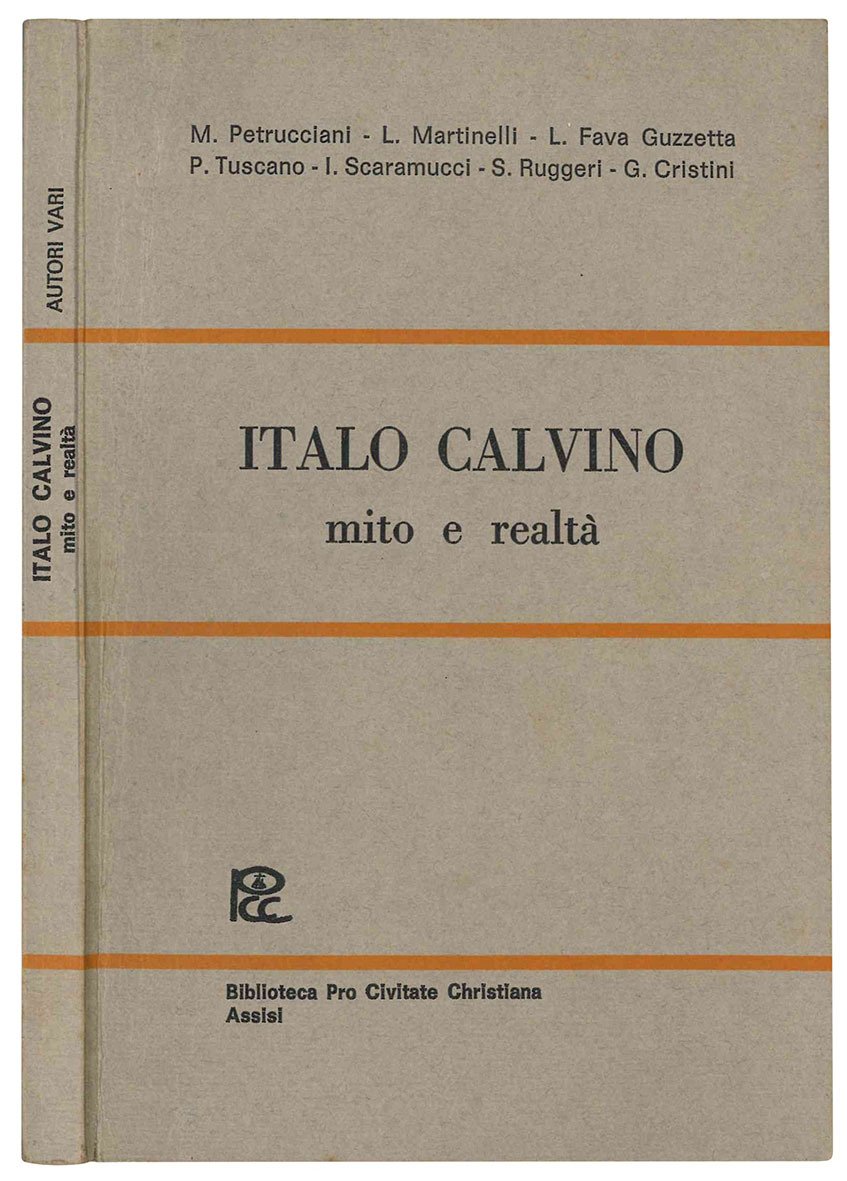 M. Petrucciani - L. Martinelli - L. Fava Guzzetta
P. Tuscano - I. Scaramucci - S. Ruggeri - G. Cristini
ITALO CALVINO
mito e realtà
PCC
Biblioteca Pro Civitate Christiana
Assisi
AUTORI VARI
ITALO CALVINO
mito e realtà